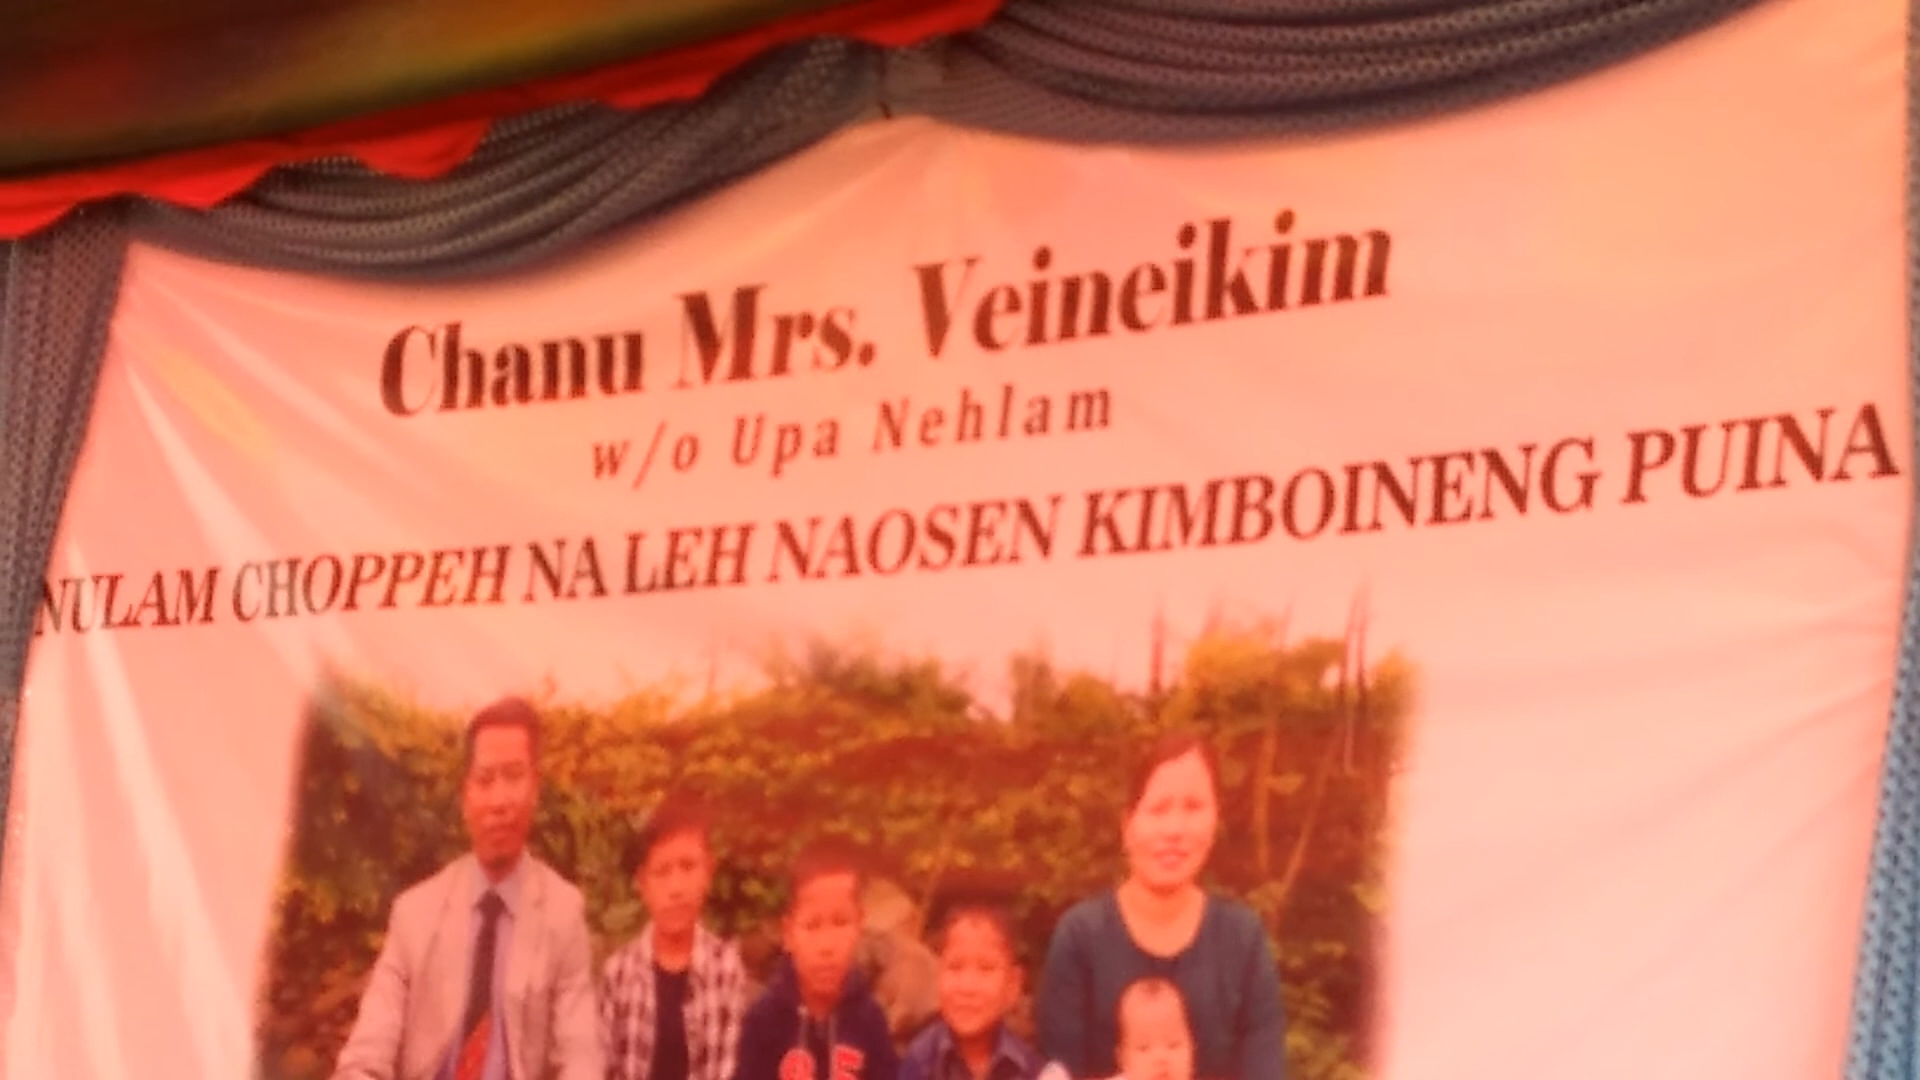 Chanu Mrs. Veineikim
w/o Upa Nehlam
NULAM CHOPPEH NA LEH NAOSEN KIMBOINENG PUINA